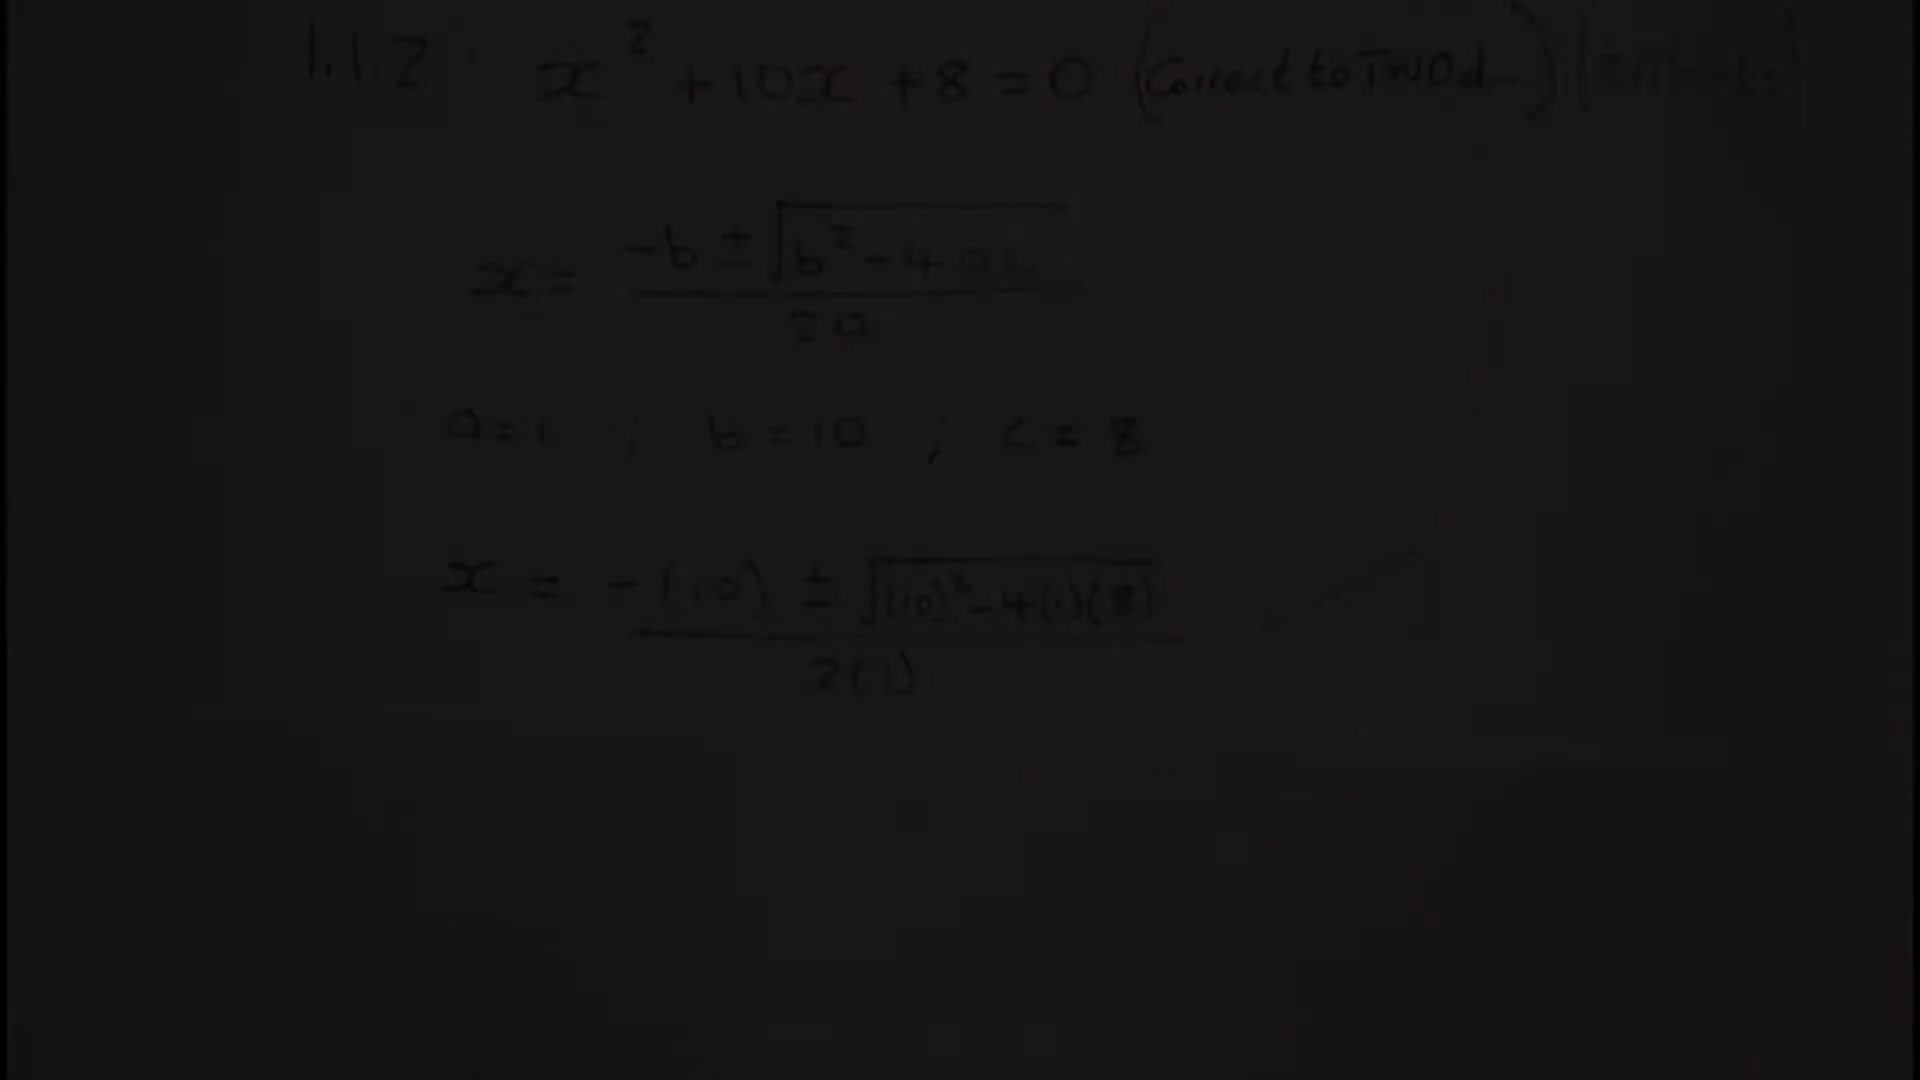 1.1.2 x² + 10x + 8 = 0 (Correct to TWO d
x = (-b ± √(b² - 4ac)) / 2a
a = 1 ; b = 10 ; c = 8
x = (-(10) ± √((10)² - 4(1)(8))) / 2(1)